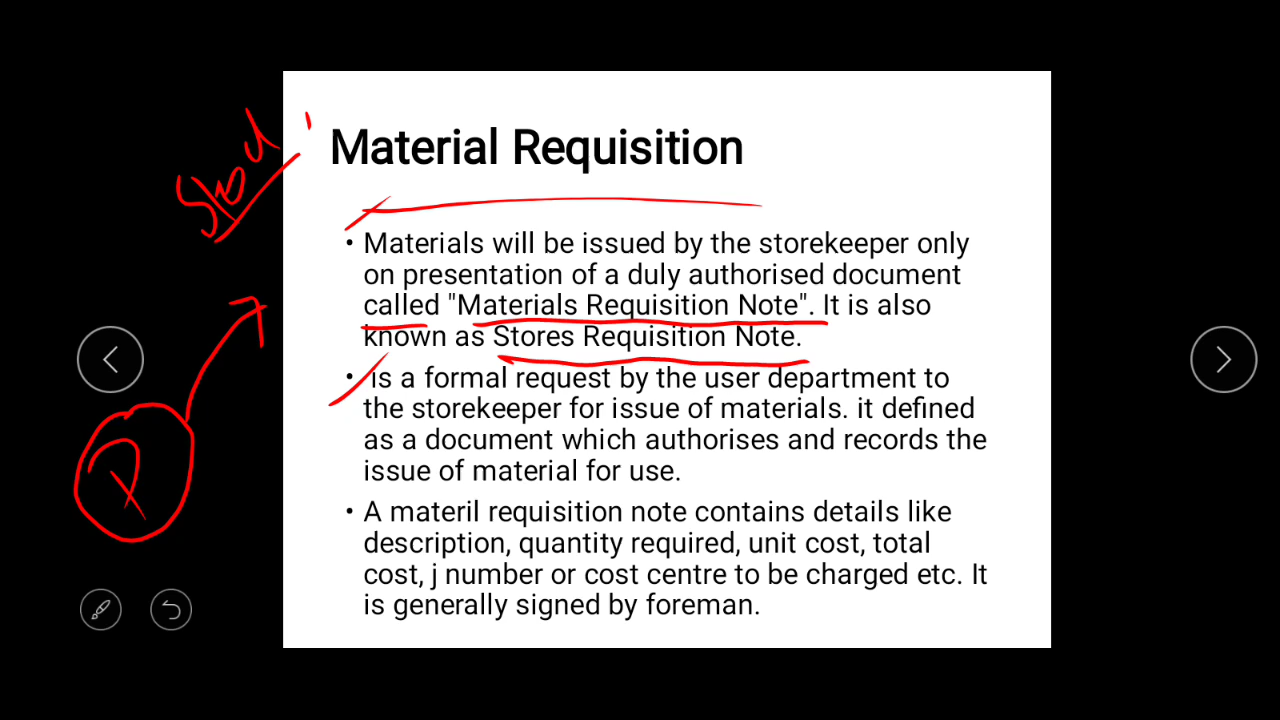 Material Requisition
• Materials will be issued by the storekeeper only
on presentation of a duly authorised document
called "Materials Requisition Note". It is also
known as Stores Requisition Note.
• is a formal request by the user department to
the storekeeper for issue of materials. it defined
as a document which authorises and records the
issue of material for use.
• A materil requisition note contains details like
description, quantity required, unit cost, total
cost, j number or cost centre to be charged etc. It
is generally signed by foreman.